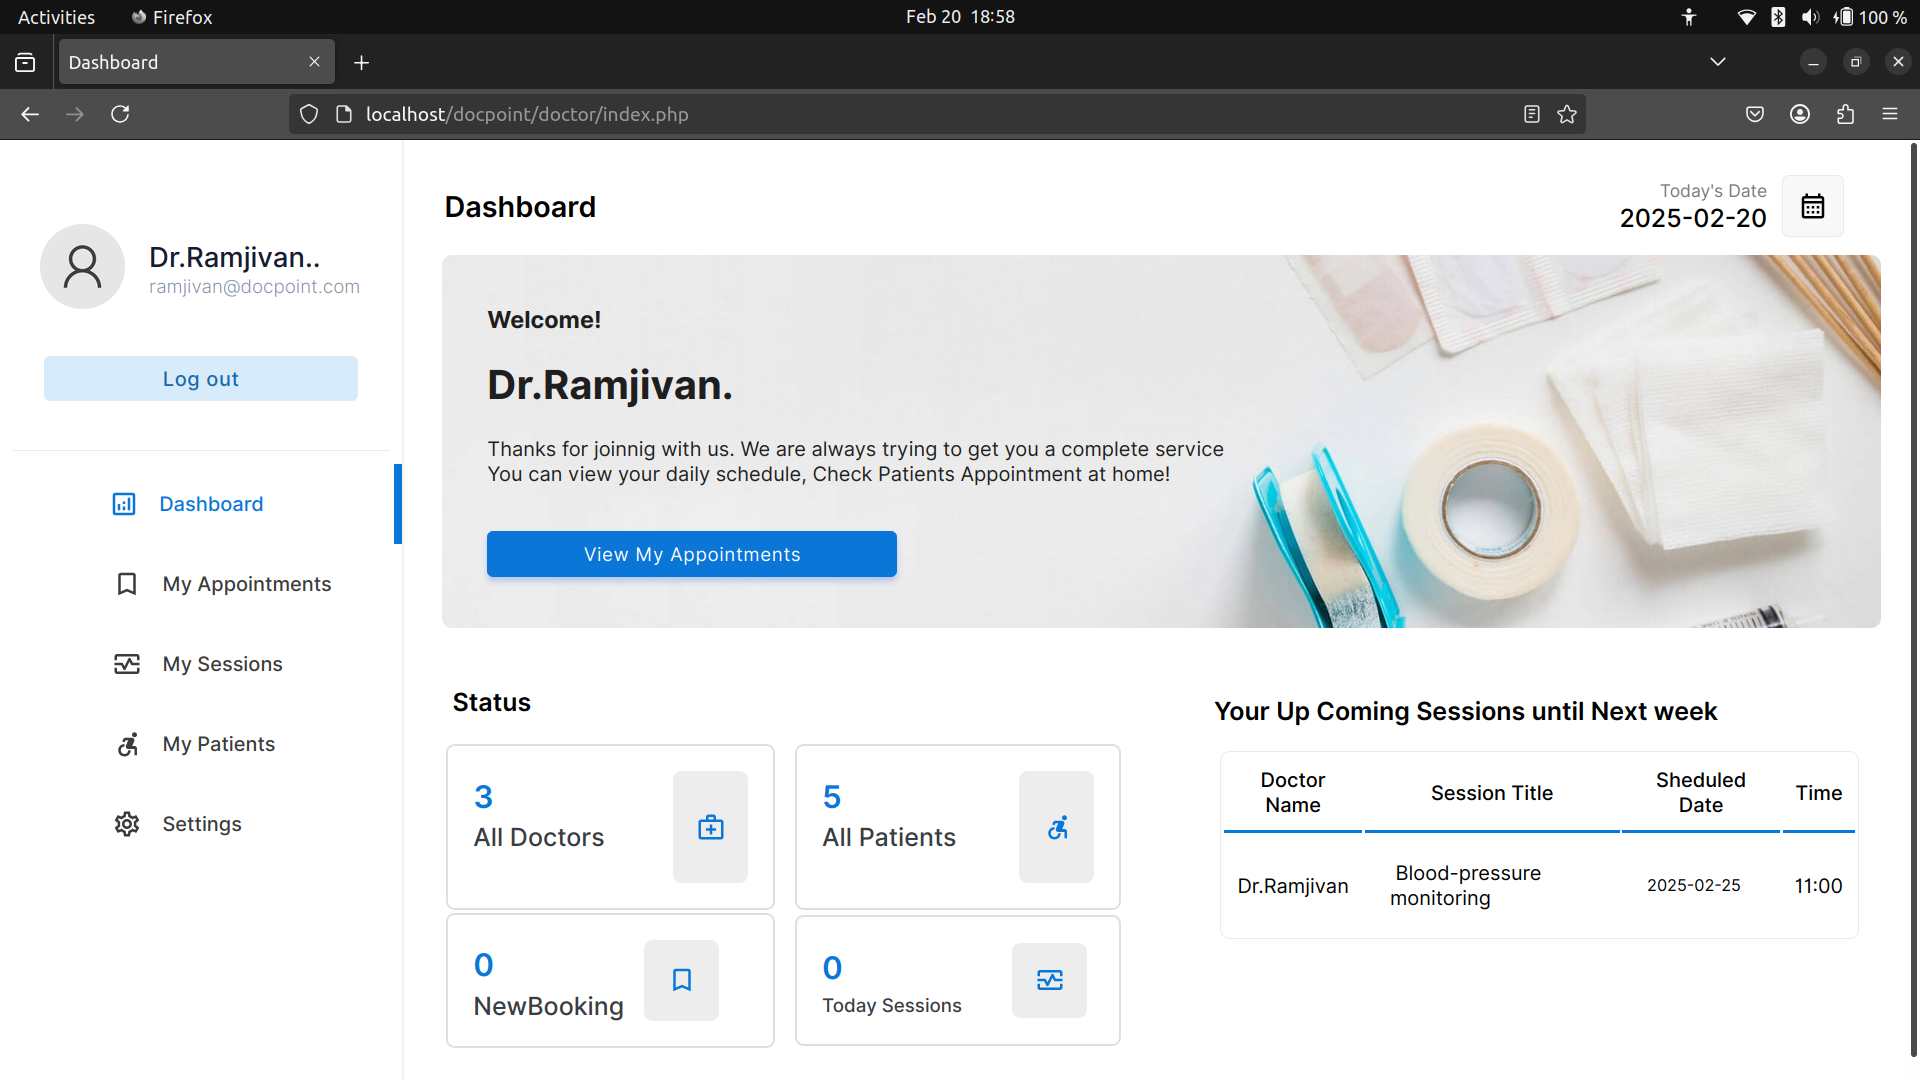 Activities
Firefox
Feb 20 18:58
100 %
Dashboard
localhost/docpoint/doctor/index.php
Dr.Ramjivan..
ramjivan@docpoint.com
Log out
Dashboard
My Appointments
My Sessions
My Patients
Settings
Dashboard
Today's Date
2025-02-20
Welcome!
Dr.Ramjivan.
Thanks for joinnig with us. We are always trying to get you a complete service
You can view your daily schedule, Check Patients Appointment at home!
View My Appointments
Status
3
All Doctors
5
All Patients
0
NewBooking
0
Today Sessions
Your Up Coming Sessions until Next week
Doctor
Name
Session Title
Sheduled
Date
Time
Dr.Ramjivan
Blood-pressure
monitoring
2025-02-25
11:00